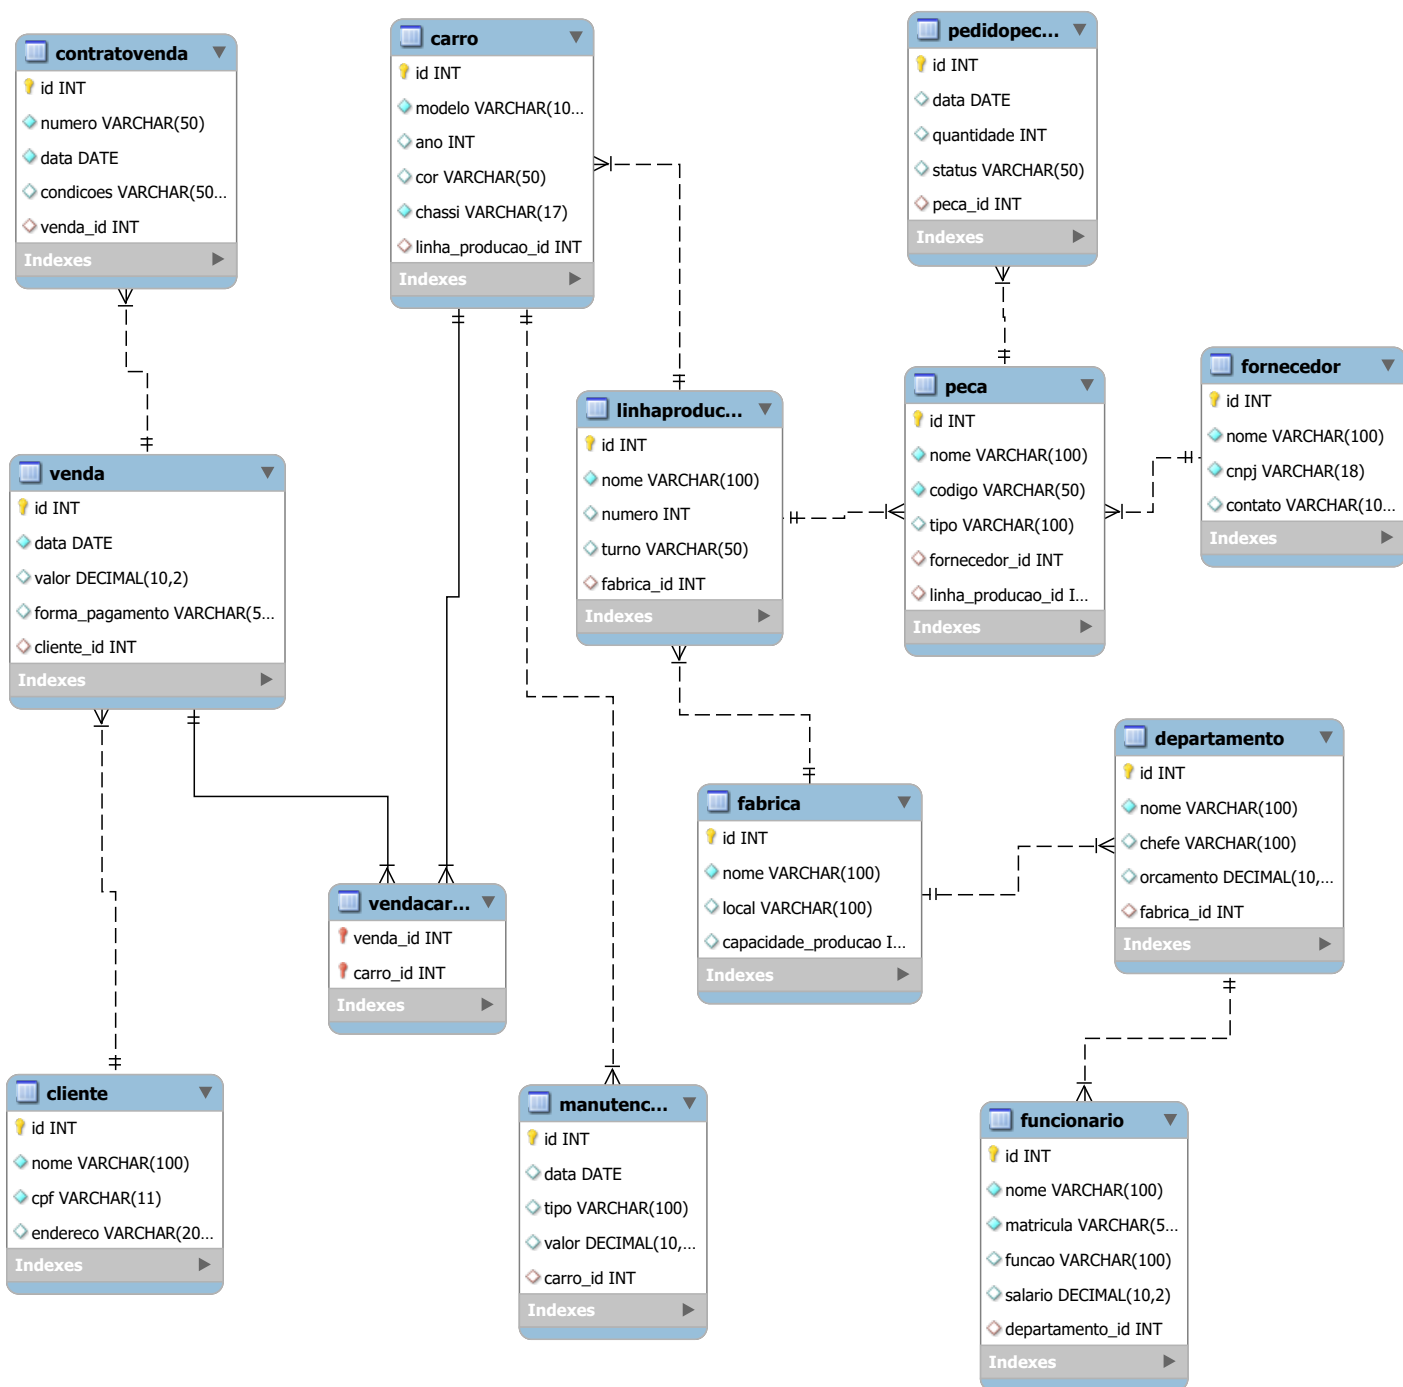 contratovenda
id INT
numero VARCHAR(50)
data DATE
condicoes VARCHAR(50...
venda_id INT
Indexes
carro
id INT
modelo VARCHAR(10...
ano INT
cor VARCHAR(50)
chassi VARCHAR(17)
linha_producao_id INT
Indexes
pedidopec...
id INT
data DATE
quantidade INT
status VARCHAR(50)
peca_id INT
Indexes
linhaproduc...
id INT
nome VARCHAR(100)
numero INT
turno VARCHAR(50)
fabrica_id INT
Indexes
peca
id INT
nome VARCHAR(100)
codigo VARCHAR(50)
tipo VARCHAR(100)
fornecedor_id INT
linha_producao_id I...
Indexes
fornecedor
id INT
nome VARCHAR(100)
cnpj VARCHAR(18)
contato VARCHAR(10...
Indexes
venda
id INT
data DATE
valor DECIMAL(10,2)
forma_pagamento VARCHAR(5...
cliente_id INT
Indexes
vendacar...
venda_id INT
carro_id INT
Indexes
fabrica
id INT
nome VARCHAR(100)
local VARCHAR(100)
capacidade_producao I...
Indexes
departamento
id INT
nome VARCHAR(100)
chefe VARCHAR(100)
orcamento DECIMAL(10,...
fabrica_id INT
Indexes
cliente
id INT
nome VARCHAR(100)
cpf VARCHAR(11)
endereco VARCHAR(20...
Indexes
manutenc...
id INT
data DATE
tipo VARCHAR(100)
valor DECIMAL(10,...
carro_id INT
Indexes
funcionario
id INT
nome VARCHAR(100)
matricula VARCHAR(5...
funcao VARCHAR(100)
salario DECIMAL(10,2)
departamento_id INT
Indexes